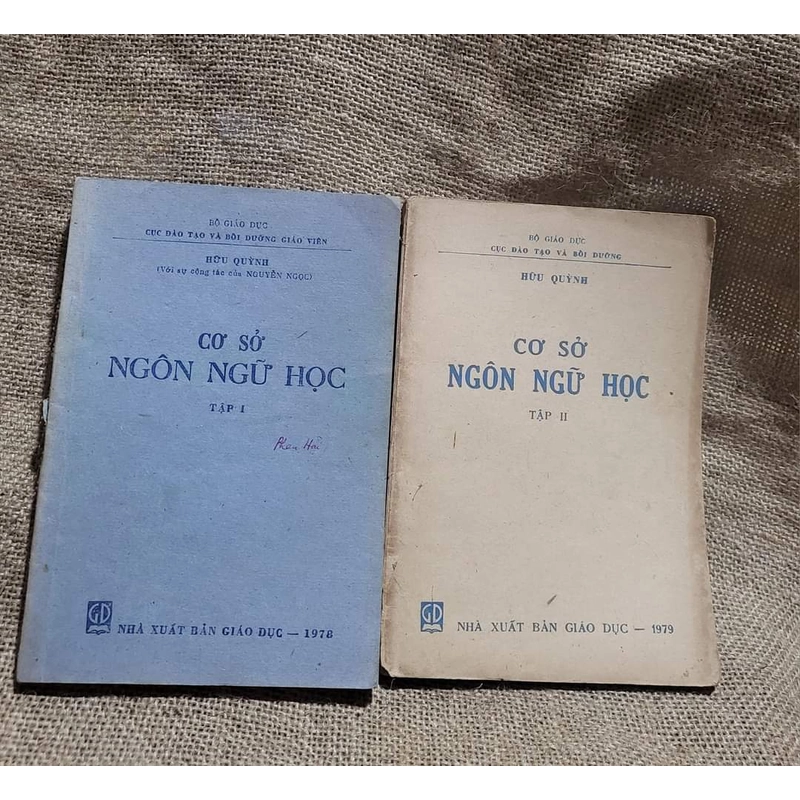 BỘ GIÁO DỤC
CỤC ĐÀO TẠO VÀ BỒI DƯỠNG GIÁO VIÊN
HỮU QUỲNH
(Với sự cộng tác của NGUYỄN NGỌC)
CƠ SỞ
NGÔN NGỮ HỌC
TẬP I
GD
NHÀ XUẤT BẢN GIÁO DỤC — 1978
BỘ GIÁO DỤC
CỤC ĐÀO TẠO VÀ BỒI DƯỠNG
HỮU QUỲNH
CƠ SỞ
NGÔN NGỮ HỌC
TẬP II
GD
NHÀ XUẤT BẢN GIÁO DỤC — 1979